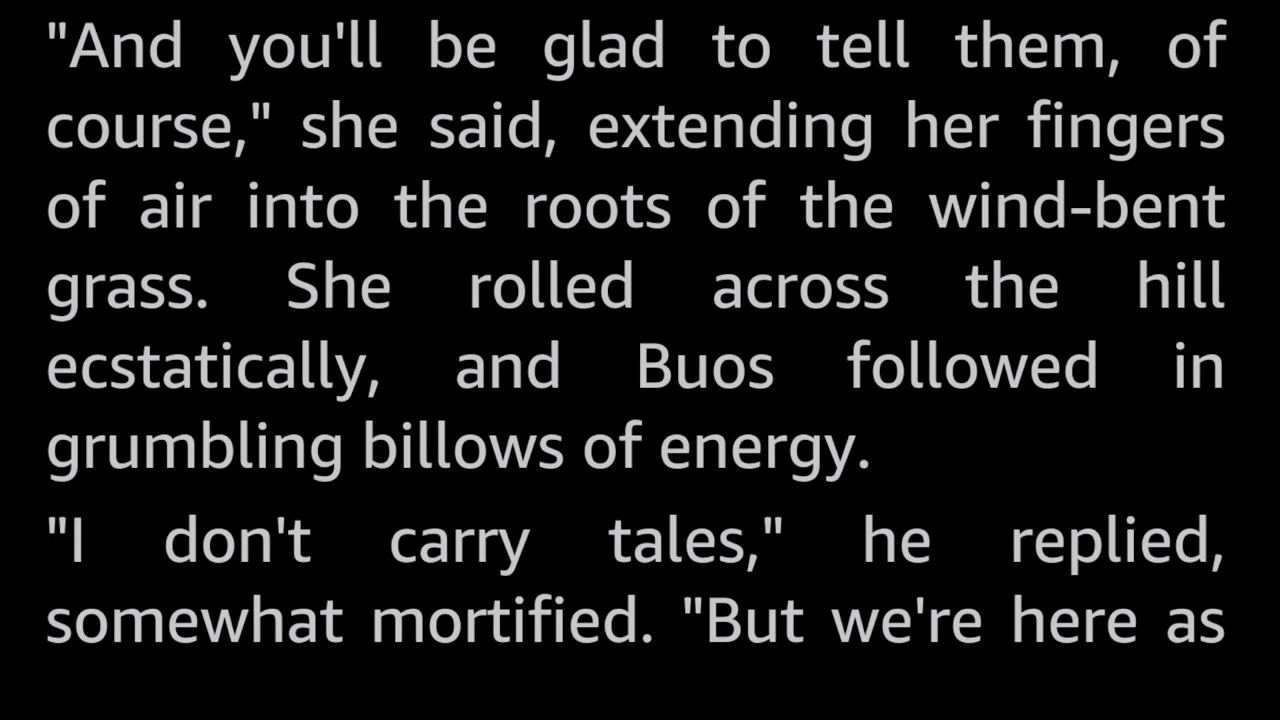 "And you'll be glad to tell them, of
course," she said, extending her fingers
of air into the roots of the wind-bent
grass. She rolled across the hill
ecstatically, and Buos followed in
grumbling billows of energy.
"I don't carry tales," he replied,
somewhat mortified. "But we're here as